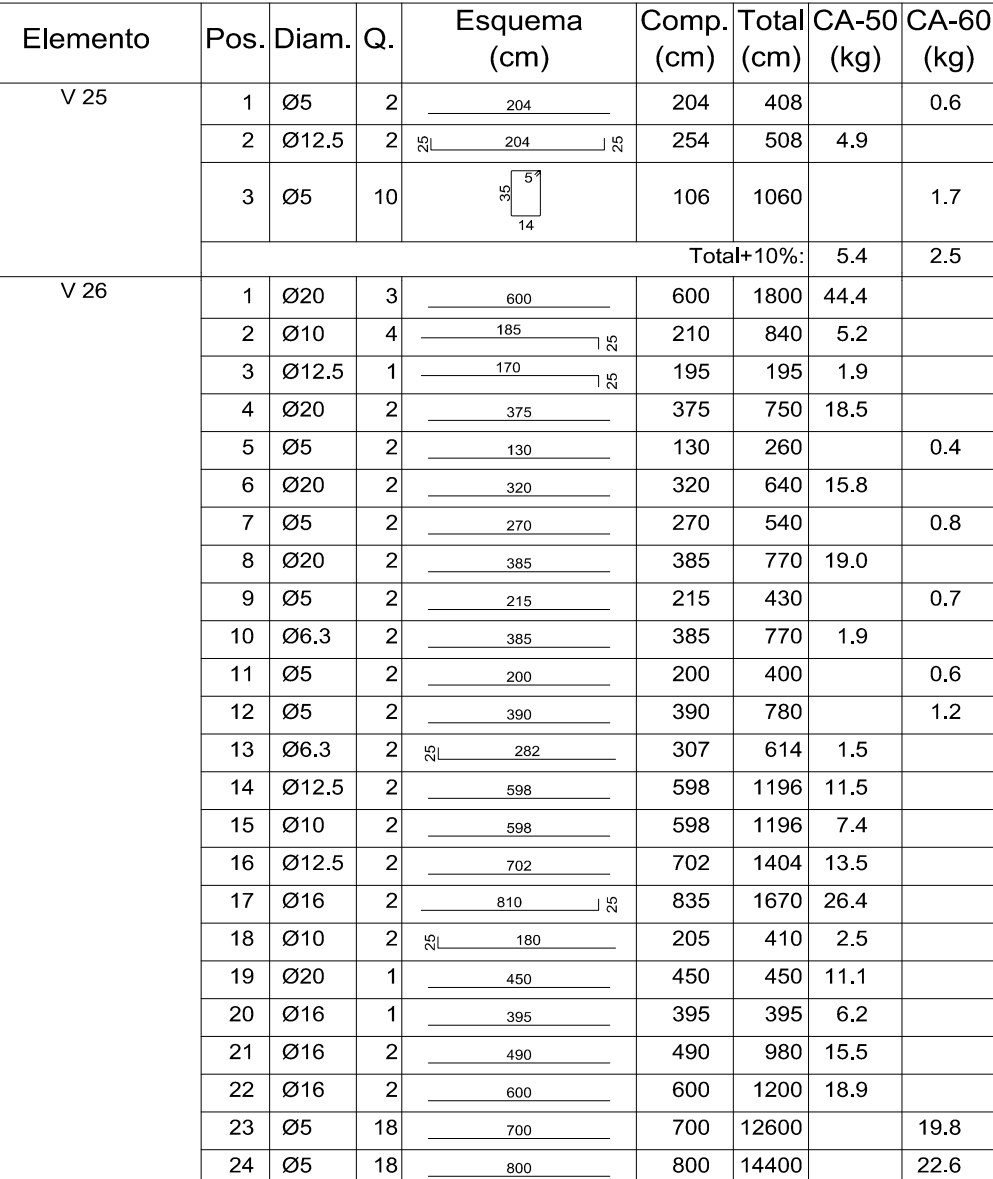 Elemento Pos. Diam. Q. Esquema (cm) Comp. (cm) Total (cm) CA-50 (kg) CA-60 (kg)
V 25 1 Ø5 2 204 204 408 0.6
2 Ø12.5 2 25 204 25 254 508 4.9
3 Ø5 10 35 5 14 106 1060 1.7
Total+10%: 5.4 2.5
V 26 1 Ø20 3 600 600 1800 44.4
2 Ø10 4 185 25 210 840 5.2
3 Ø12.5 1 170 25 195 195 1.9
4 Ø20 2 375 375 750 18.5
5 Ø5 2 130 130 260 0.4
6 Ø20 2 320 320 640 15.8
7 Ø5 2 270 270 540 0.8
8 Ø20 2 385 385 770 19.0
9 Ø5 2 215 215 430 0.7
10 Ø6.3 2 385 385 770 1.9
11 Ø5 2 200 200 400 0.6
12 Ø5 2 390 390 780 1.2
13 Ø6.3 2 25 282 307 614 1.5
14 Ø12.5 2 598 598 1196 11.5
15 Ø10 2 598 598 1196 7.4
16 Ø12.5 2 702 702 1404 13.5
17 Ø16 2 810 25 835 1670 26.4
18 Ø10 2 25 180 205 410 2.5
19 Ø20 1 450 450 450 11.1
20 Ø16 1 395 395 395 6.2
21 Ø16 2 490 490 980 15.5
22 Ø16 2 600 600 1200 18.9
23 Ø5 18 700 700 12600 19.8
24 Ø5 18 800 800 14400 22.6